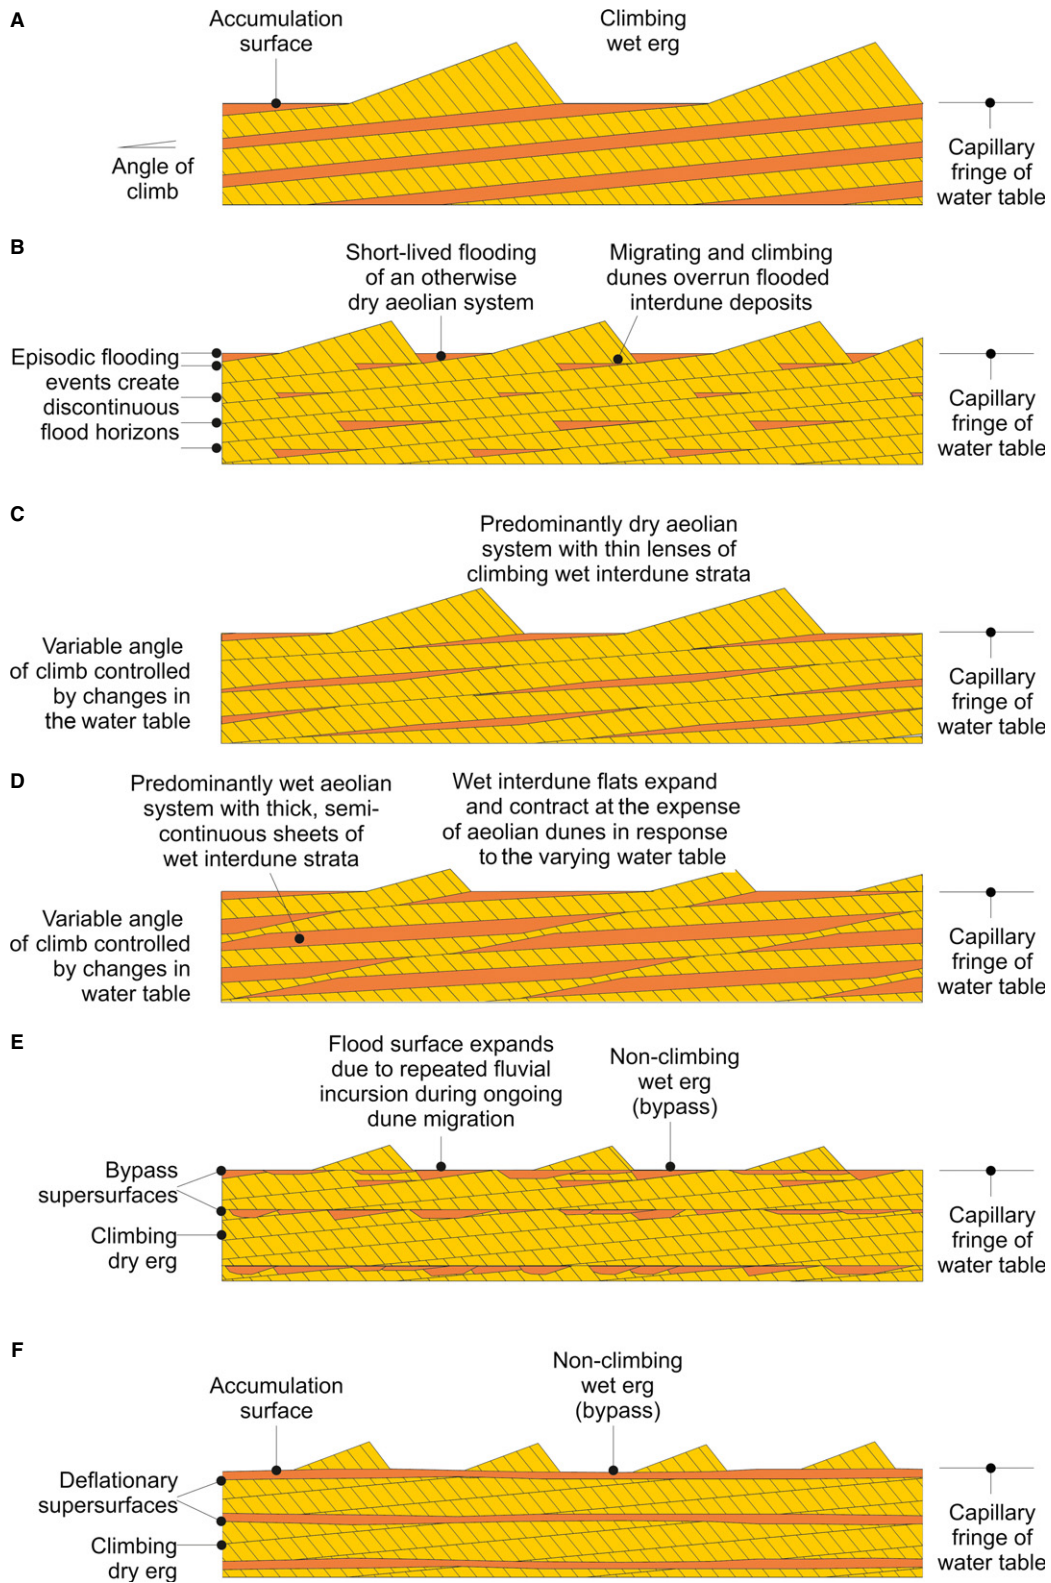 A
Accumulation
surface
Climbing
wet erg
Angle of
climb
Capillary
fringe of
water table
B
Short-lived flooding
of an otherwise
dry aeolian system
Migrating and climbing
dunes overrun flooded
interdune deposits
Episodic flooding
events create
discontinuous
flood horizons
Capillary
fringe of
water table
C
Predominantly dry aeolian
system with thin lenses of
climbing wet interdune strata
Variable angle
of climb controlled
by changes in
the water table
Capillary
fringe of
water table
D
Predominantly wet aeolian
system with thick, semi-
continuous sheets of
wet interdune strata
Wet interdune flats expand
and contract at the expense
of aeolian dunes in response
to the varying water table
Variable angle
of climb controlled
by changes in
water table
Capillary
fringe of
water table
E
Flood surface expands
due to repeated fluvial
incursion during ongoing
dune migration
Non-climbing
wet erg
(bypass)
Bypass
supersurfaces
Climbing
dry erg
Capillary
fringe of
water table
F
Accumulation
surface
Non-climbing
wet erg
(bypass)
Deflationary
supersurfaces
Climbing
dry erg
Capillary
fringe of
water table